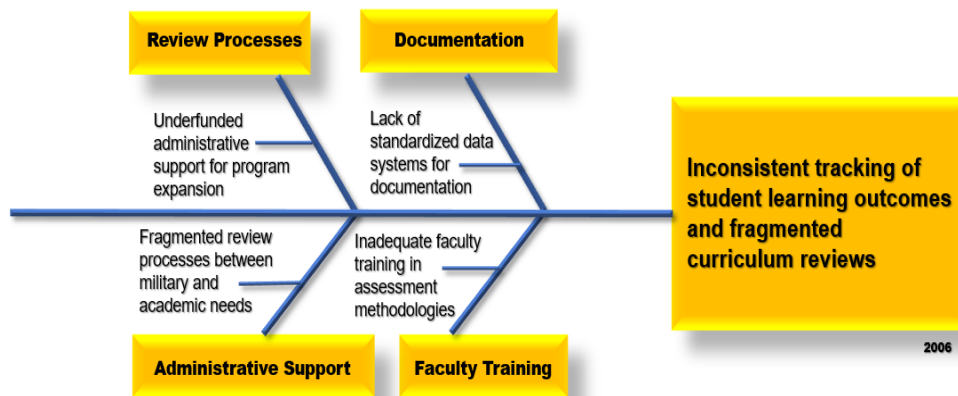 Review Processes
Documentation
Underfunded
administrative
support for program
expansion
Lack of
standardized data
systems for
documentation
Inconsistent tracking of
student learning outcomes
and fragmented
curriculum reviews
Fragmented review
processes between
military and
academic needs
Inadequate faculty
training in
assessment
methodologies
2006
Administrative Support
Faculty Training